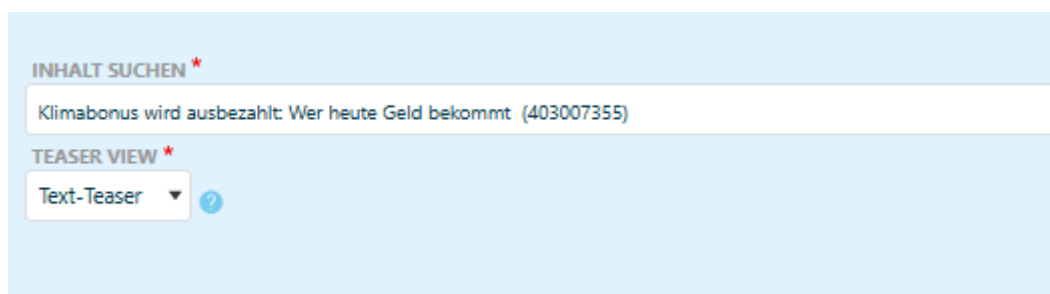 INHALT SUCHEN *
Klimabonus wird ausbezahlt: Wer heute Geld bekommt (403007355)
TEASER VIEW *
Text-Teaser ?